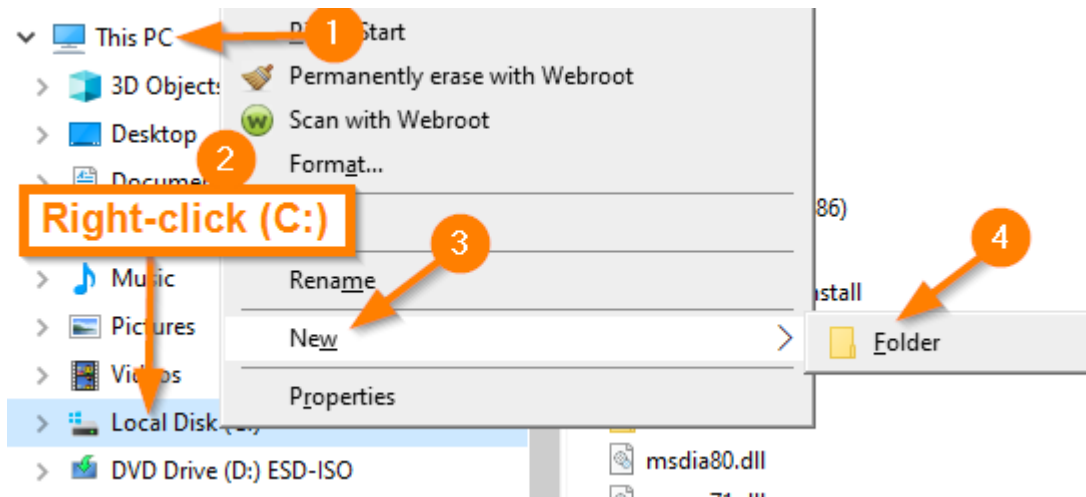 This PC
1
Start
3D Objects
Permanently erase with Webroot
Desktop
w
Scan with Webroot
2
Format...
Right-click (C:)
86)
3
4
Music
Rename
Pictures
New
Folder
Videos
Properties
Local Disk
DVD Drive (D:) ESD-ISO
msdia80.dll